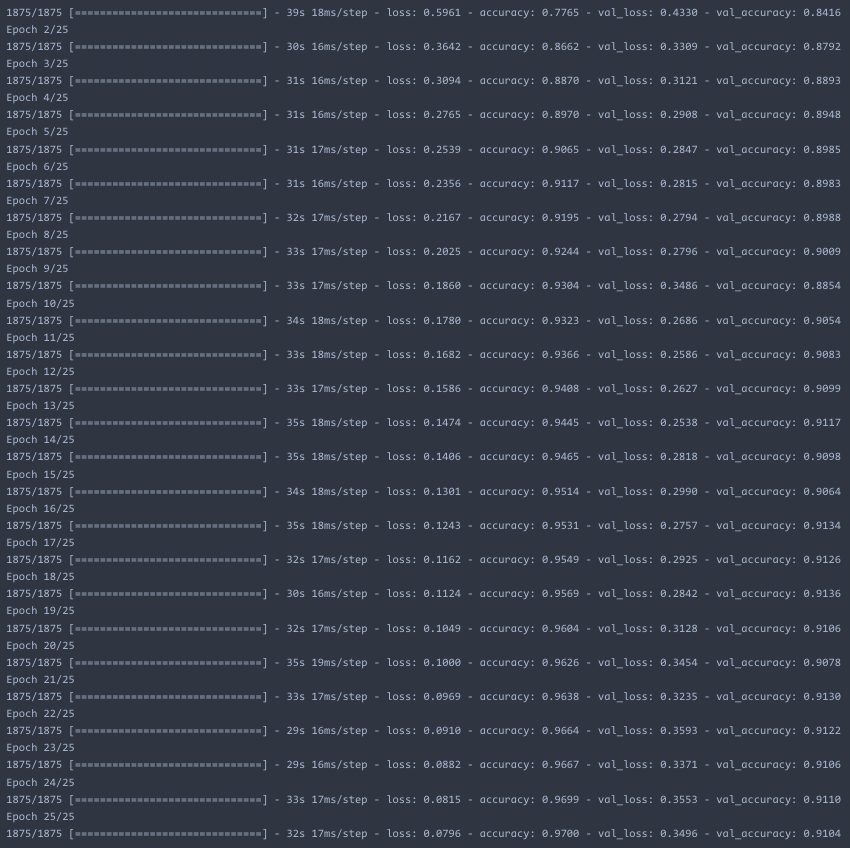 1875/1875 [==============================] - 39s 18ms/step - loss: 0.5961 - accuracy: 0.7765 - val_loss: 0.4330 - val_accuracy: 0.8416
Epoch 2/25
1875/1875 [==============================] - 30s 16ms/step - loss: 0.3642 - accuracy: 0.8662 - val_loss: 0.3309 - val_accuracy: 0.8792
Epoch 3/25
1875/1875 [==============================] - 31s 16ms/step - loss: 0.3094 - accuracy: 0.8870 - val_loss: 0.3121 - val_accuracy: 0.8893
Epoch 4/25
1875/1875 [==============================] - 31s 16ms/step - loss: 0.2765 - accuracy: 0.8970 - val_loss: 0.2908 - val_accuracy: 0.8948
Epoch 5/25
1875/1875 [==============================] - 31s 17ms/step - loss: 0.2539 - accuracy: 0.9065 - val_loss: 0.2847 - val_accuracy: 0.8985
Epoch 6/25
1875/1875 [==============================] - 31s 16ms/step - loss: 0.2356 - accuracy: 0.9117 - val_loss: 0.2815 - val_accuracy: 0.8983
Epoch 7/25
1875/1875 [==============================] - 32s 17ms/step - loss: 0.2167 - accuracy: 0.9195 - val_loss: 0.2794 - val_accuracy: 0.8988
Epoch 8/25
1875/1875 [==============================] - 33s 17ms/step - loss: 0.2025 - accuracy: 0.9244 - val_loss: 0.2796 - val_accuracy: 0.9009
Epoch 9/25
1875/1875 [==============================] - 33s 17ms/step - loss: 0.1860 - accuracy: 0.9304 - val_loss: 0.3486 - val_accuracy: 0.8854
Epoch 10/25
1875/1875 [==============================] - 34s 18ms/step - loss: 0.1780 - accuracy: 0.9323 - val_loss: 0.2686 - val_accuracy: 0.9054
Epoch 11/25
1875/1875 [==============================] - 33s 18ms/step - loss: 0.1682 - accuracy: 0.9366 - val_loss: 0.2586 - val_accuracy: 0.9083
Epoch 12/25
1875/1875 [==============================] - 33s 17ms/step - loss: 0.1586 - accuracy: 0.9408 - val_loss: 0.2627 - val_accuracy: 0.9099
Epoch 13/25
1875/1875 [==============================] - 35s 18ms/step - loss: 0.1474 - accuracy: 0.9445 - val_loss: 0.2538 - val_accuracy: 0.9117
Epoch 14/25
1875/1875 [==============================] - 35s 18ms/step - loss: 0.1406 - accuracy: 0.9465 - val_loss: 0.2818 - val_accuracy: 0.9098
Epoch 15/25
1875/1875 [==============================] - 34s 18ms/step - loss: 0.1301 - accuracy: 0.9514 - val_loss: 0.2990 - val_accuracy: 0.9064
Epoch 16/25
1875/1875 [==============================] - 35s 18ms/step - loss: 0.1243 - accuracy: 0.9531 - val_loss: 0.2757 - val_accuracy: 0.9134
Epoch 17/25
1875/1875 [==============================] - 32s 17ms/step - loss: 0.1162 - accuracy: 0.9549 - val_loss: 0.2925 - val_accuracy: 0.9126
Epoch 18/25
1875/1875 [==============================] - 30s 16ms/step - loss: 0.1124 - accuracy: 0.9569 - val_loss: 0.2842 - val_accuracy: 0.9136
Epoch 19/25
1875/1875 [==============================] - 32s 17ms/step - loss: 0.1049 - accuracy: 0.9604 - val_loss: 0.3128 - val_accuracy: 0.9106
Epoch 20/25
1875/1875 [==============================] - 35s 19ms/step - loss: 0.1000 - accuracy: 0.9626 - val_loss: 0.3454 - val_accuracy: 0.9078
Epoch 21/25
1875/1875 [==============================] - 33s 17ms/step - loss: 0.0969 - accuracy: 0.9638 - val_loss: 0.3235 - val_accuracy: 0.9130
Epoch 22/25
1875/1875 [==============================] - 29s 16ms/step - loss: 0.0910 - accuracy: 0.9664 - val_loss: 0.3593 - val_accuracy: 0.9122
Epoch 23/25
1875/1875 [==============================] - 29s 16ms/step - loss: 0.0882 - accuracy: 0.9667 - val_loss: 0.3371 - val_accuracy: 0.9106
Epoch 24/25
1875/1875 [==============================] - 33s 17ms/step - loss: 0.0815 - accuracy: 0.9699 - val_loss: 0.3553 - val_accuracy: 0.9110
Epoch 25/25
1875/1875 [==============================] - 32s 17ms/step - loss: 0.0796 - accuracy: 0.9700 - val_loss: 0.3496 - val_accuracy: 0.9104